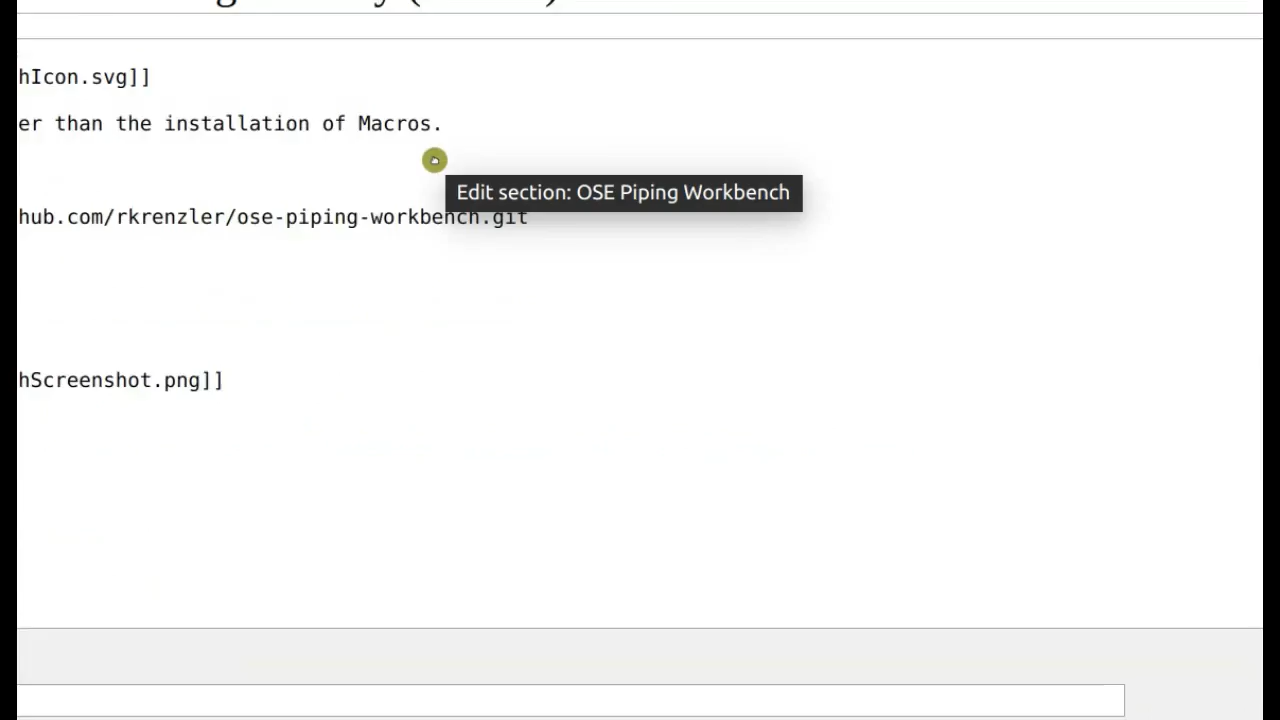 hIcon.svg]]
er than the installation of Macros.
Edit section: OSE Piping Workbench
hub.com/rkrenzler/ose-piping-workbench.git
hScreenshot.png]]